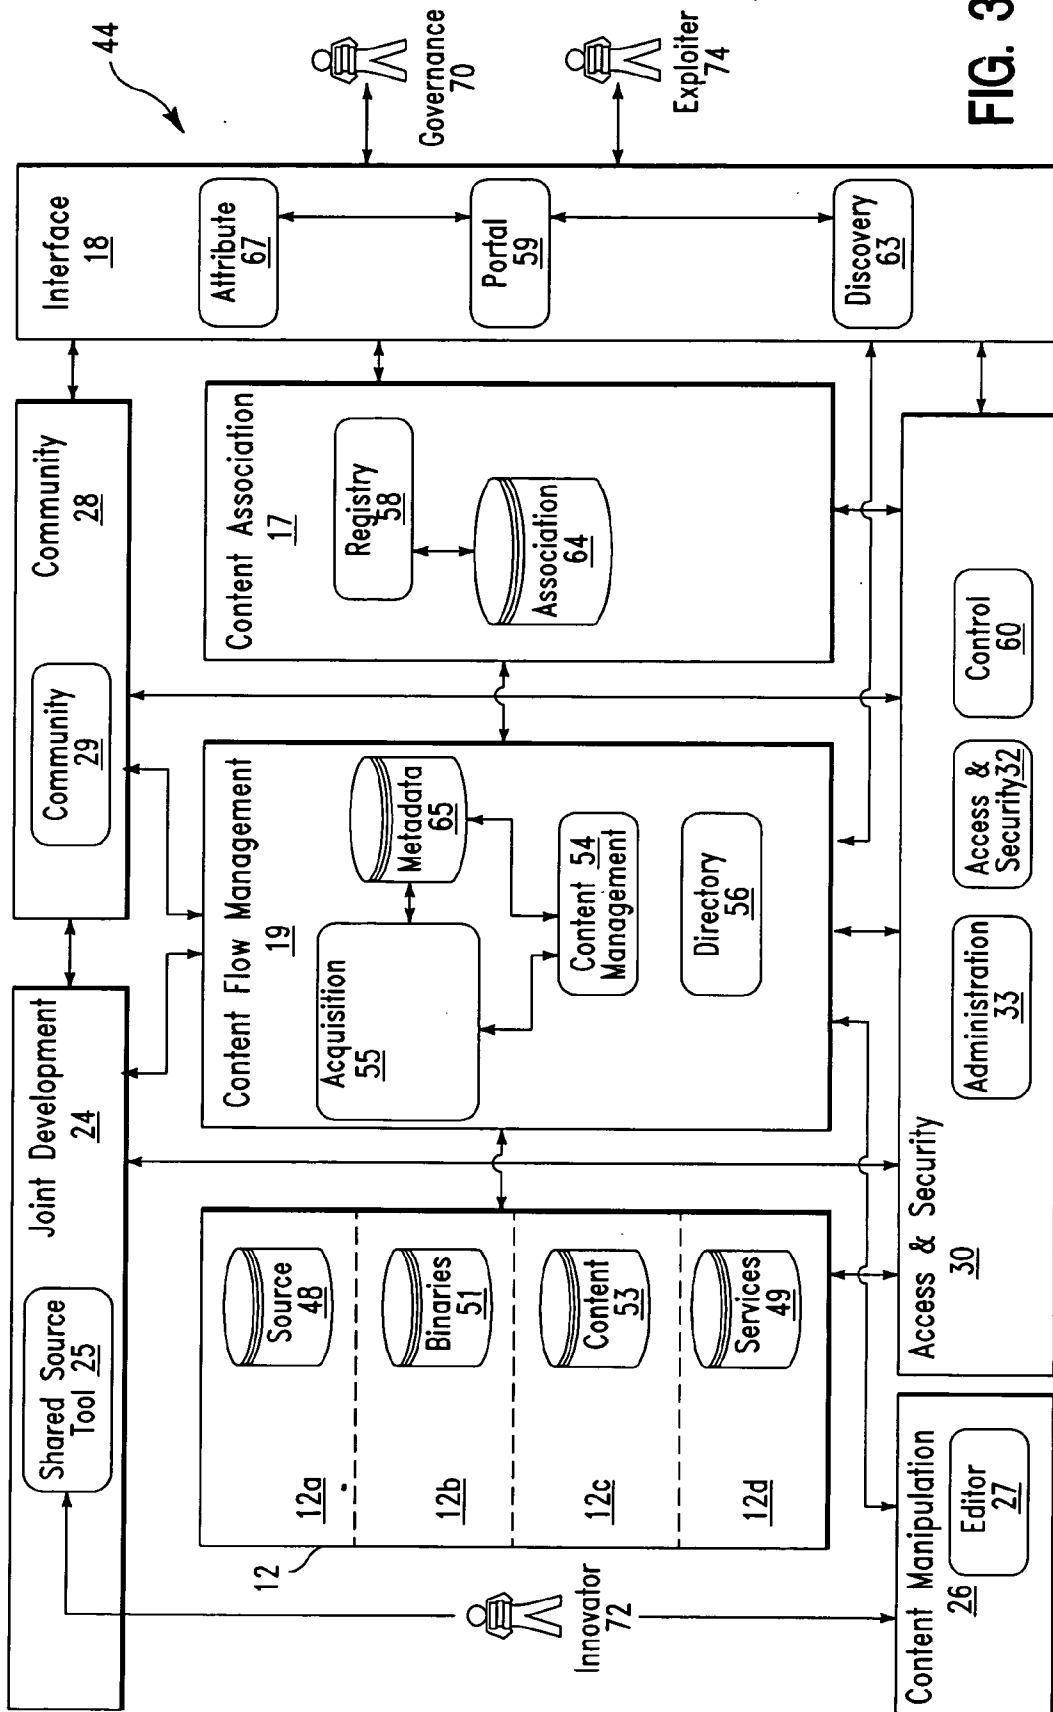 44
Joint Development
24
Shared Source
Tool 25
Community
28
Community
29
Interface
18
Attribute
67
Portal
59
Discovery
63
Governance
70
Exploiter
74
12
12a
Source
48
12b
Binaries
51
12c
Content
53
12d
Services
49
Content Flow Management
19
Acquisition
55
Metadata
65
Content 54
Management
Directory
56
Content Association
17
Registry
58
Association
64
Innovator
72
Content Manipulation
26
Editor
27
Access & Security
30
Administration
33
Access &
Security32
Control
60
FIG. 3